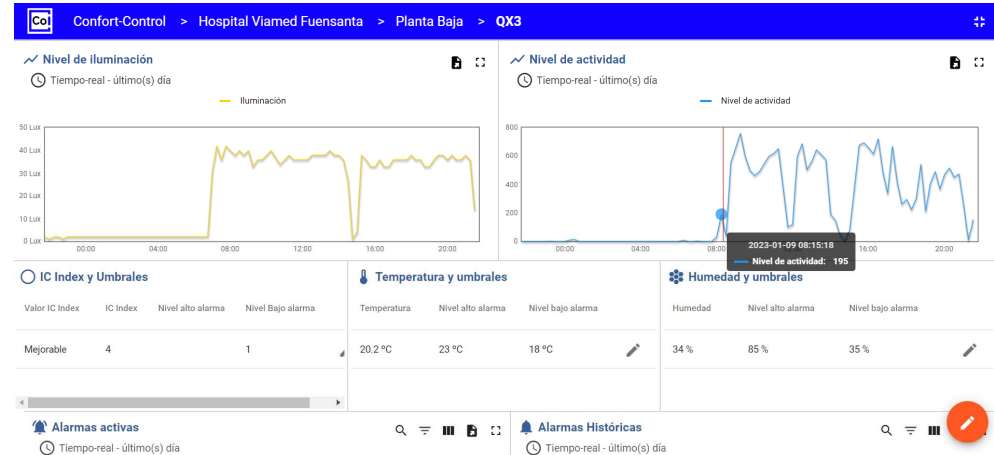 Col
Confort-Control > Hospital Viamed Fuensanta > Planta Baja > QX3
Nivel de iluminación
Tiempo-real - último(s) día
Iluminación
50 Lux
40 Lux
30 Lux
20 Lux
10 Lux
0 Lux
00:00 04:00 08:00 12:00 16:00 20:00
Nivel de actividad
Tiempo-real - último(s) día
Nivel de actividad
800
600
400
200
0
00:00 04:00 08:00 16:00 20:00
2023-01-09 08:15:18
Nivel de actividad: 195
IC Index y Umbrales
Valor IC Index IC Index Nivel alto alarma Nivel Bajo alarma
Mejorable 4 1
Temperatura y umbrales
Temperatura Nivel alto alarma Nivel bajo alarma
20.2 ºC 23 ºC 18 ºC
Humedad y umbrales
Humedad Nivel alto alarma Nivel bajo alarma
34 % 85 % 35 %
Alarmas activas
Tiempo-real - último(s) día
Alarmas Históricas
Tiempo-real - último(s) día